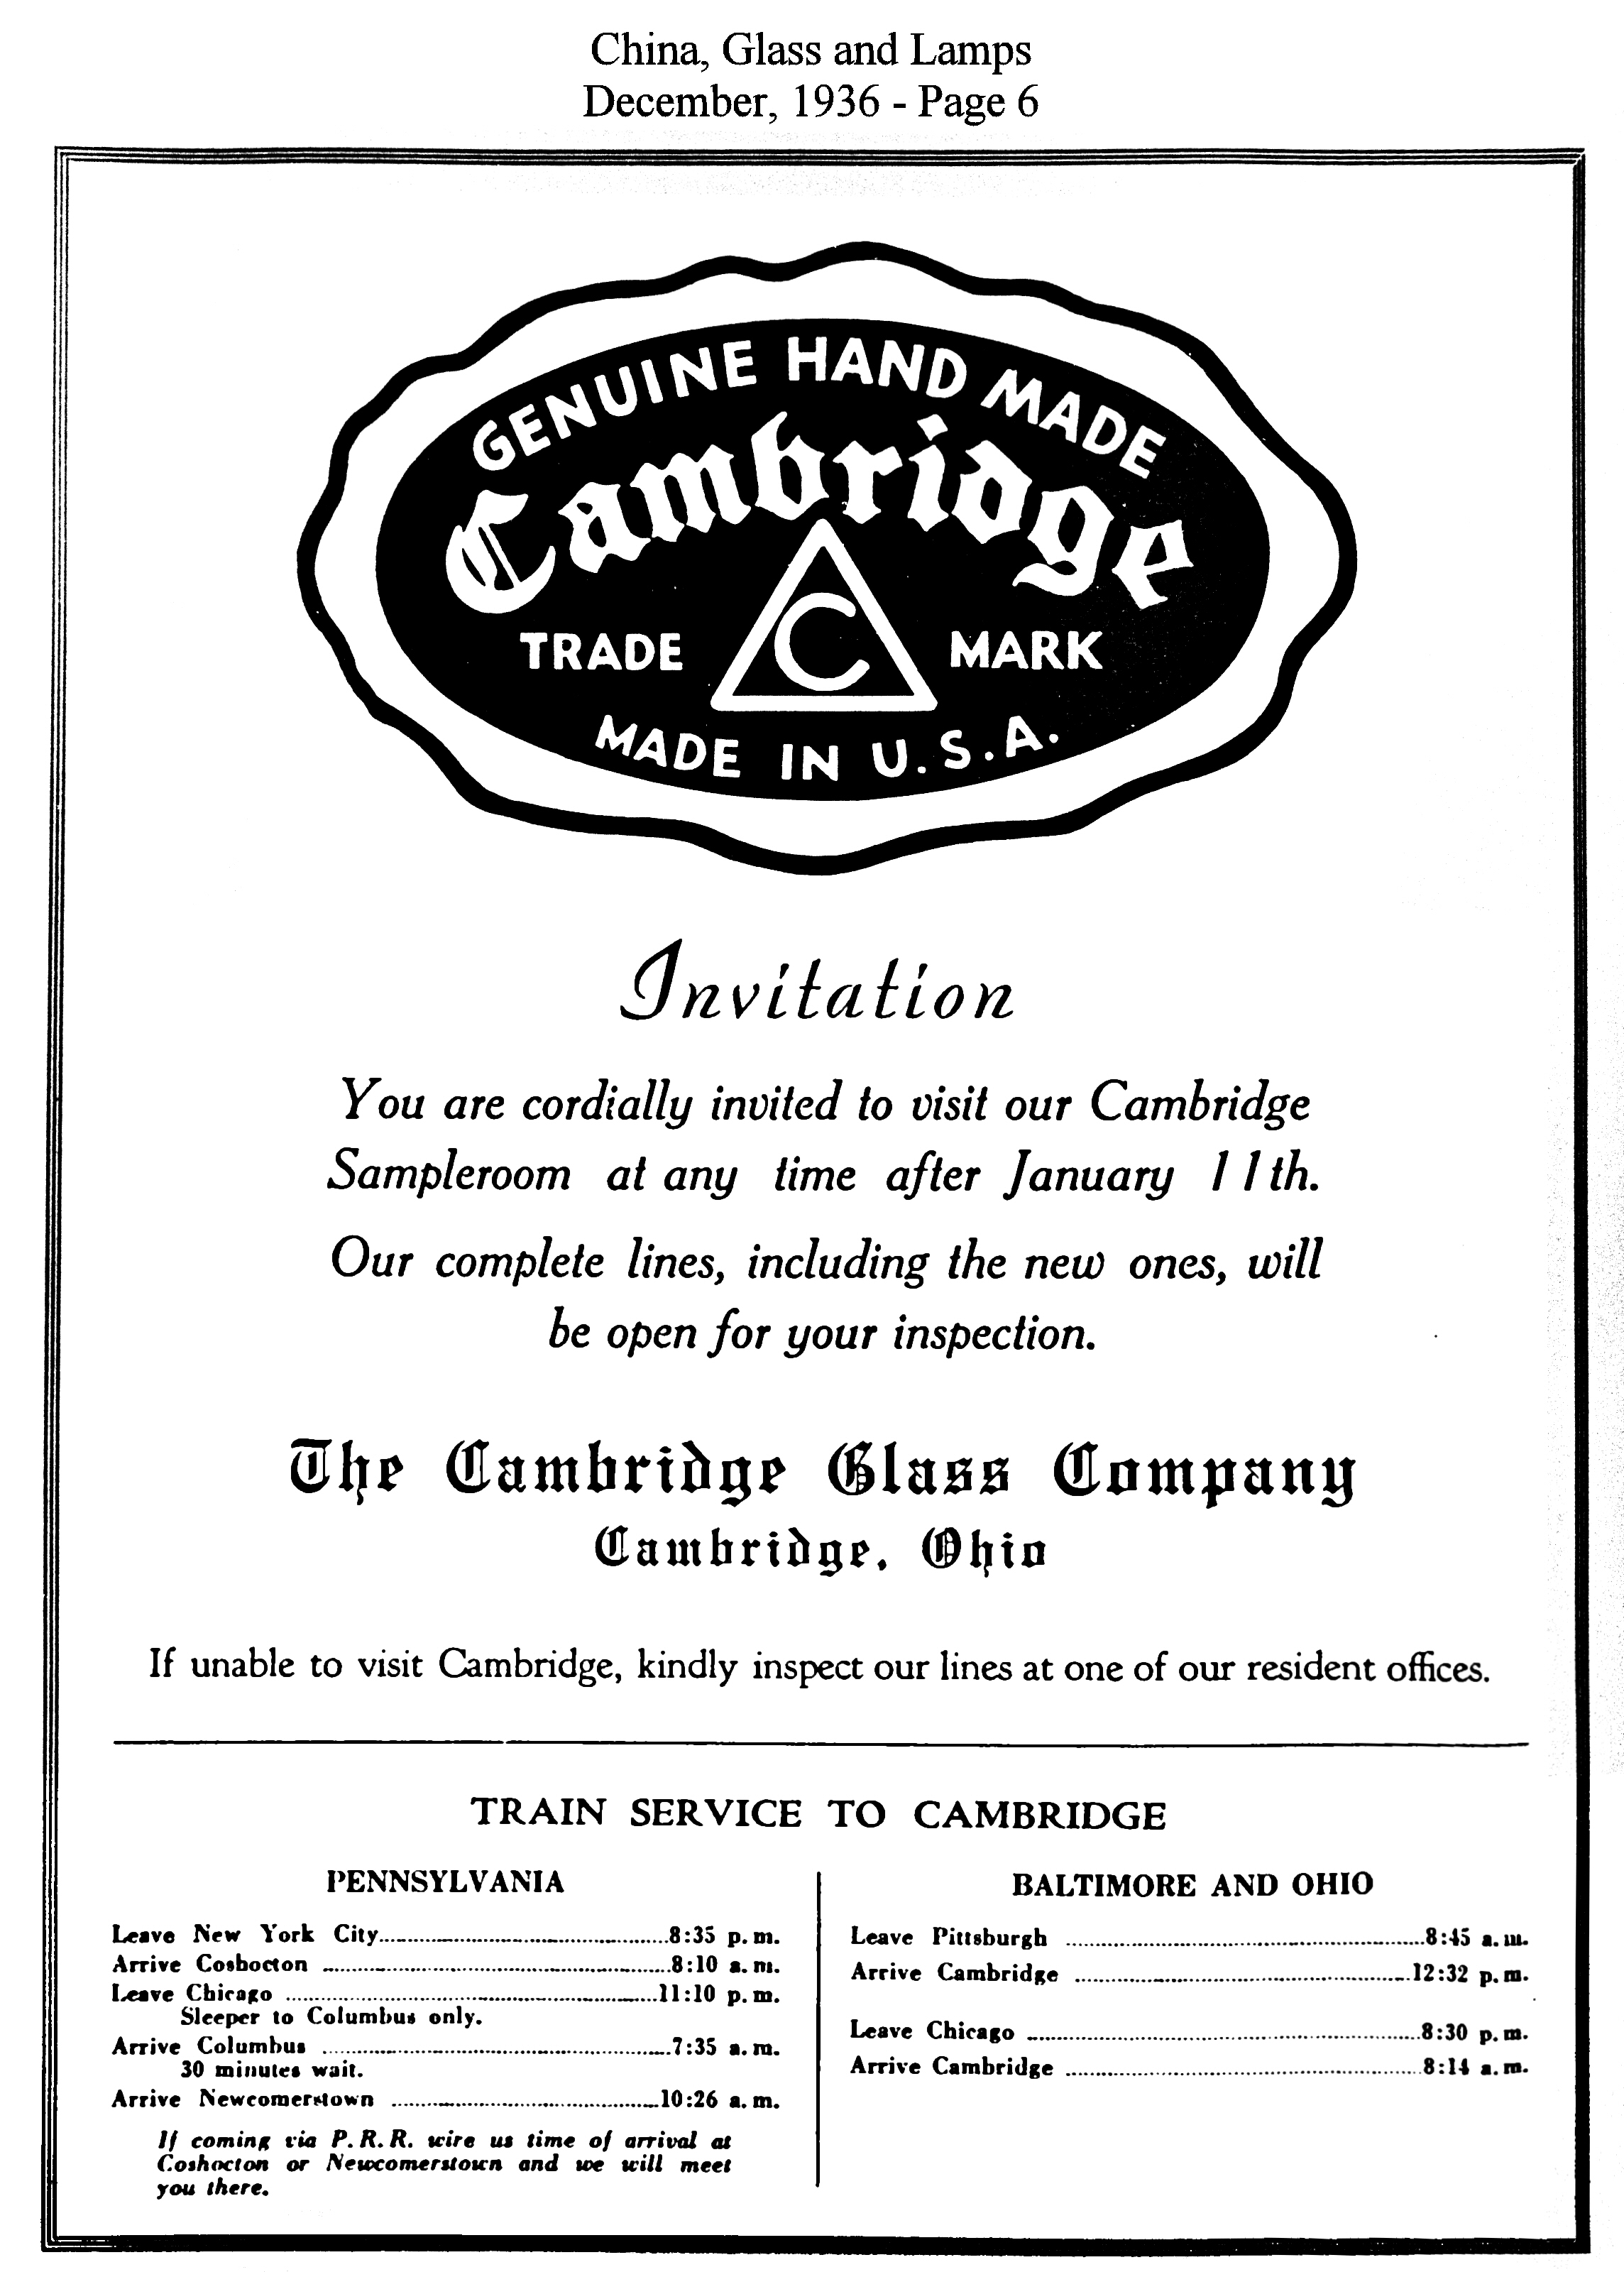 China, Glass and Lamps
December, 1936 - Page 6
GENUINE HAND MADE
Cambridge
TRADE C MARK
MADE IN U.S.A.
Invitation
You are cordially invited to visit our Cambridge
Sampleroom at any time after January 11th.
Our complete lines, including the new ones, will
be open for your inspection.
The Cambridge Glass Company
Cambridge, Ohio
If unable to visit Cambridge, kindly inspect our lines at one of our resident offices.
TRAIN SERVICE TO CAMBRIDGE
PENNSYLVANIA
Leave New York City 8:35 p.m.
Arrive Coshocton 8:10 a.m.
Leave Chicago 11:10 p.m.
Sleeper to Columbus only.
Arrive Columbus 7:35 a.m.
30 minutes wait.
Arrive Newcomerstown 10:26 a.m.
If coming via P.R.R. wire us time of arrival at
Coshocton or Newcomerstown and we will meet
you there.
BALTIMORE AND OHIO
Leave Pittsburgh 8:45 a.m.
Arrive Cambridge 12:32 p.m.
Leave Chicago 8:30 p.m.
Arrive Cambridge 8:14 a.m.